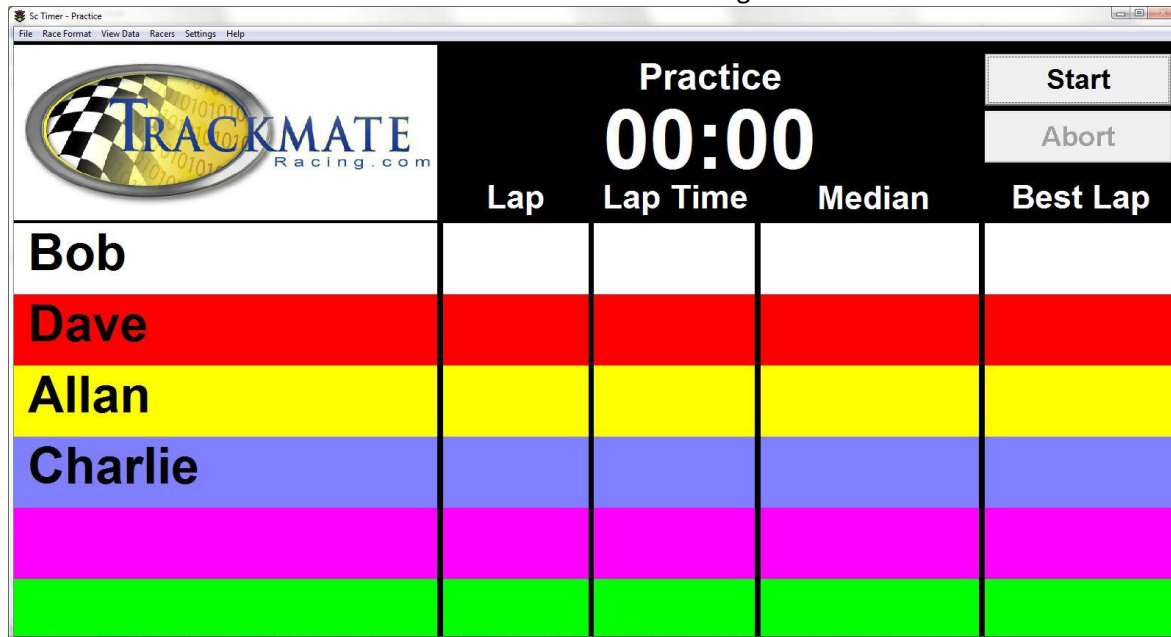 Sc Timer - Practice
File Race Format View Data Racers Settings Help
TRACKMATE
Racing.com
Practice
00:00
Start
Abort
Lap Lap Time Median Best Lap
Bob
Dave
Allan
Charlie